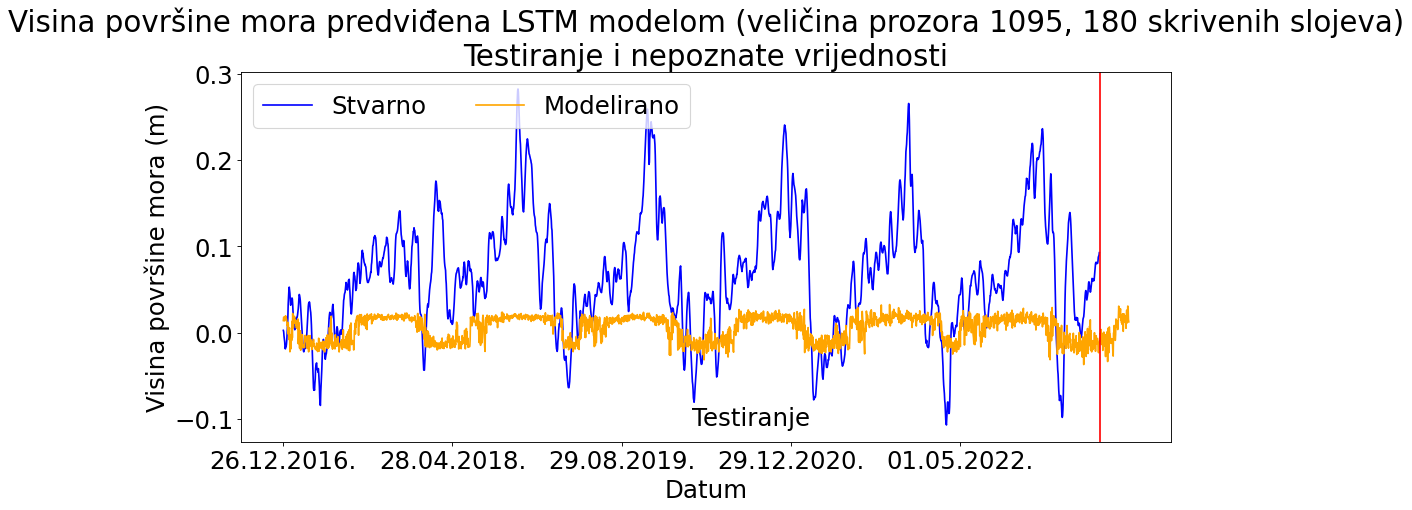 Visina površine mora predviđena LSTM modelom (veličina prozora 1095, 180 skrivenih slojeva)
Testiranje i nepoznate vrijednosti
Stvarno
Modelirano
Visina površine mora (m)
0.3
0.2
0.1
0.0
−0.1
Testiranje
26.12.2016.
28.04.2018.
29.08.2019.
29.12.2020.
01.05.2022.
Datum